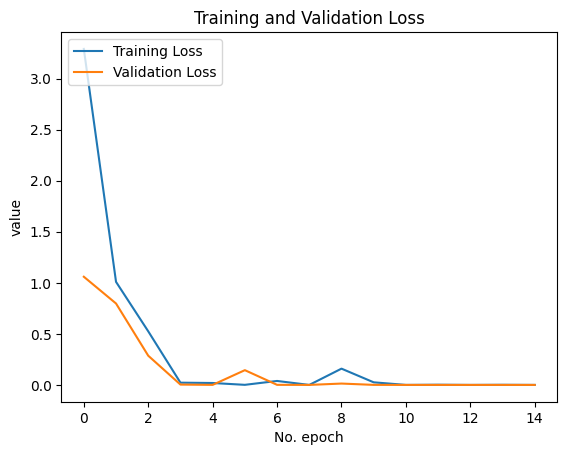 Training and Validation Loss
Training Loss
Validation Loss
value
3.0
2.5
2.0
1.5
1.0
0.5
0.0
0 2 4 6 8 10 12 14
No. epoch